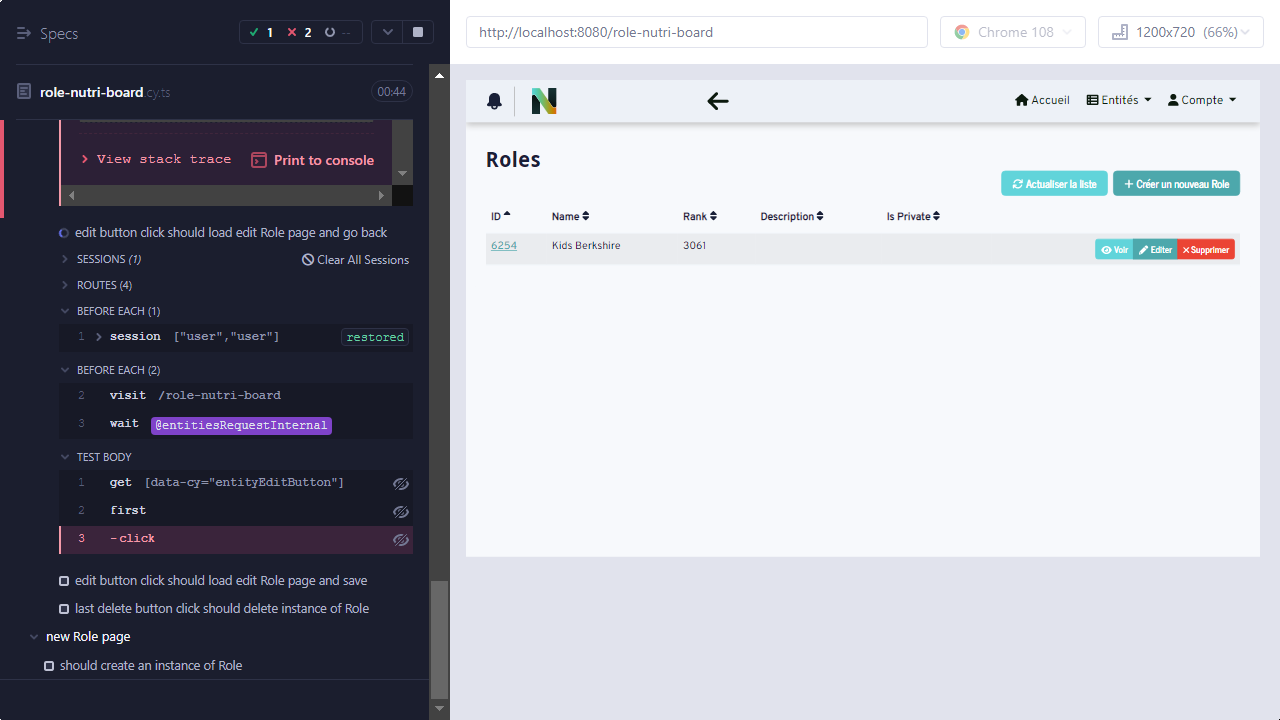 Specs
1
2
--
role-nutri-board.cy.ts
00:44
View stack trace
Print to console
edit button click should load edit Role page and go back
SESSIONS (1)
Clear All Sessions
ROUTES (4)
BEFORE EACH (1)
1 session ["user","user"] restored
BEFORE EACH (2)
2 visit /role-nutri-board
3 wait @entitiesRequestInternal
TEST BODY
1 get [data-cy="entityEditButton"]
2 first
3 -click
edit button click should load edit Role page and save
last delete button click should delete instance of Role
new Role page
should create an instance of Role
http://localhost:8080/role-nutri-board
Chrome 108
1200x720 (66%)
Accueil
Entités
Compte
Roles
Actualiser la liste
Créer un nouveau Role
ID Name Rank Description Is Private
6254 Kids Berkshire 3061
Voir
Editer
Supprimer